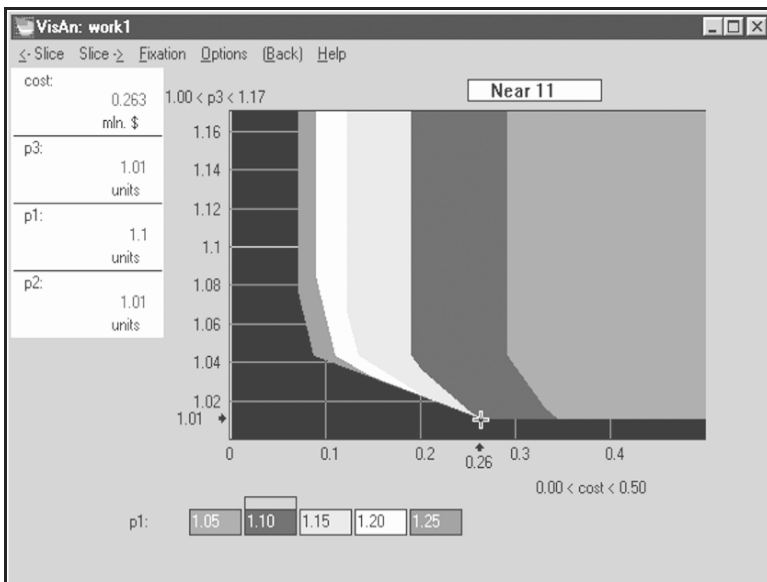 VisAn: work1
<- Slice Slice -> Fixation Options (Back) Help
cost:
0.263
mln. $
p3:
1.01
units
p1:
1.1
units
p2:
1.01
units
1.00 < p3 < 1.17
Near 11
1.16
1.14
1.12
1.1
1.08
1.06
1.04
1.02
1.01
0 0.1 0.2 0.26 0.3 0.4
0.00 < cost < 0.50
p1: 1.05 1.10 1.15 1.20 1.25